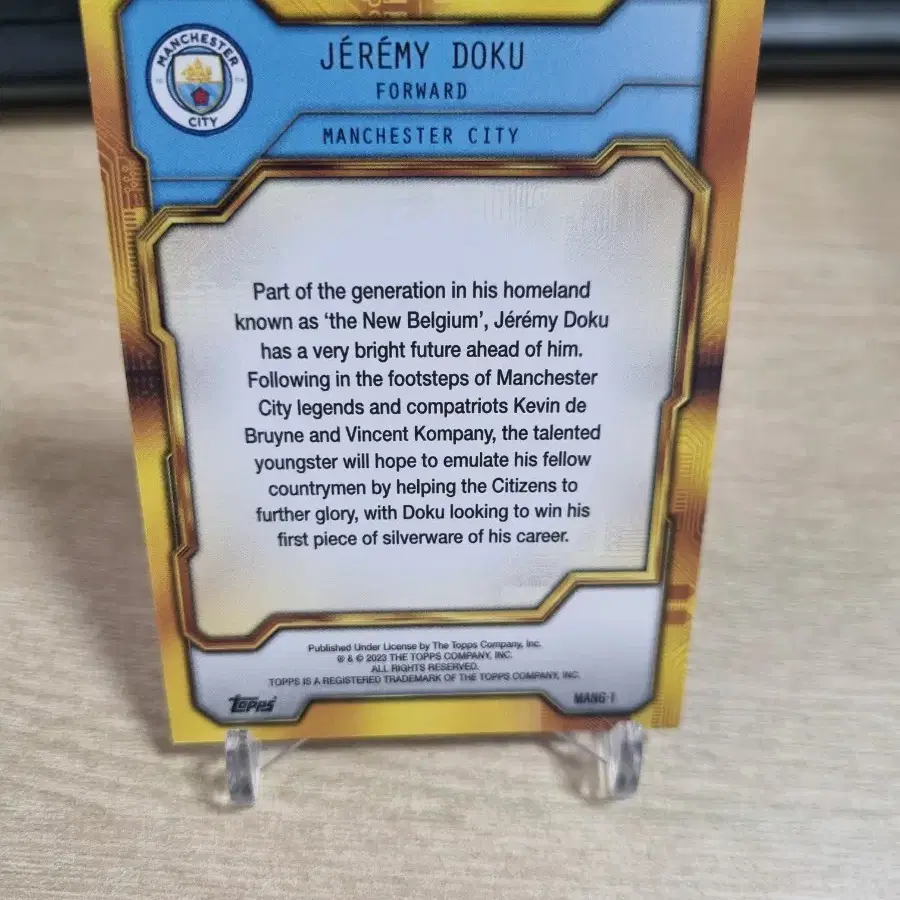 MANCHESTER
CITY
JÉRÉMY DOKU
FORWARD
MANCHESTER CITY
Part of the generation in his homeland
known as ‘the New Belgium’, Jérémy Doku
has a very bright future ahead of him.
Following in the footsteps of Manchester
City legends and compatriots Kevin de
Bruyne and Vincent Kompany, the talented
youngster will hope to emulate his fellow
countrymen by helping the Citizens to
further glory, with Doku looking to win his
first piece of silverware of his career.
Published Under License by The Topps Company, Inc.
® & © 2023 THE TOPPS COMPANY, INC.
ALL RIGHTS RESERVED.
TOPPS IS A REGISTERED TRADEMARK OF THE TOPPS COMPANY, INC.
Topps